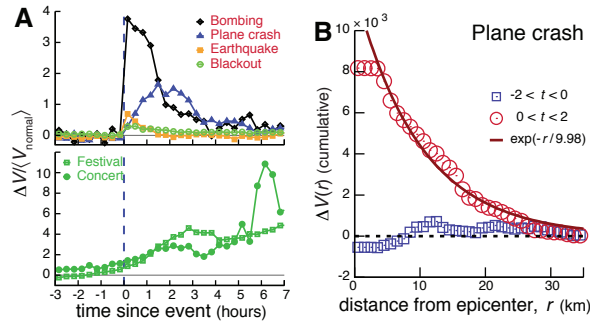 A
Bombing
Plane crash
Earthquake
Blackout
4
3
2
1
0
ΔV/⟨V_normal⟩
Festival
Concert
12
10
8
6
4
2
0
-3 -2 -1 0 1 2 3 4 5 6 7
time since event (hours)
B
Plane crash
10 × 10³
8
6
4
2
0
-2
ΔV(r) (cumulative)
-2 < t < 0
0 < t < 2
exp(-r / 9.98)
0 10 20 30
distance from epicenter, r (km)